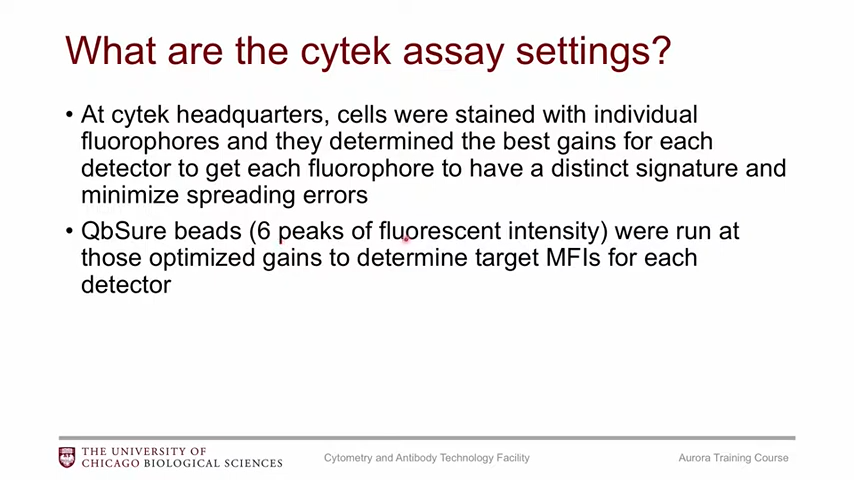 What are the cytek assay settings?
• At cytek headquarters, cells were stained with individual
fluorophores and they determined the best gains for each
detector to get each fluorophore to have a distinct signature and
minimize spreading errors
• QbSure beads (6 peaks of fluorescent intensity) were run at
those optimized gains to determine target MFIs for each
detector
THE UNIVERSITY OF
CHICAGO BIOLOGICAL SCIENCES
Cytometry and Antibody Technology Facility
Aurora Training Course